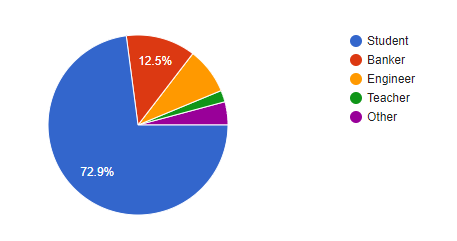 12.5%
72.9%
Student
Banker
Engineer
Teacher
Other